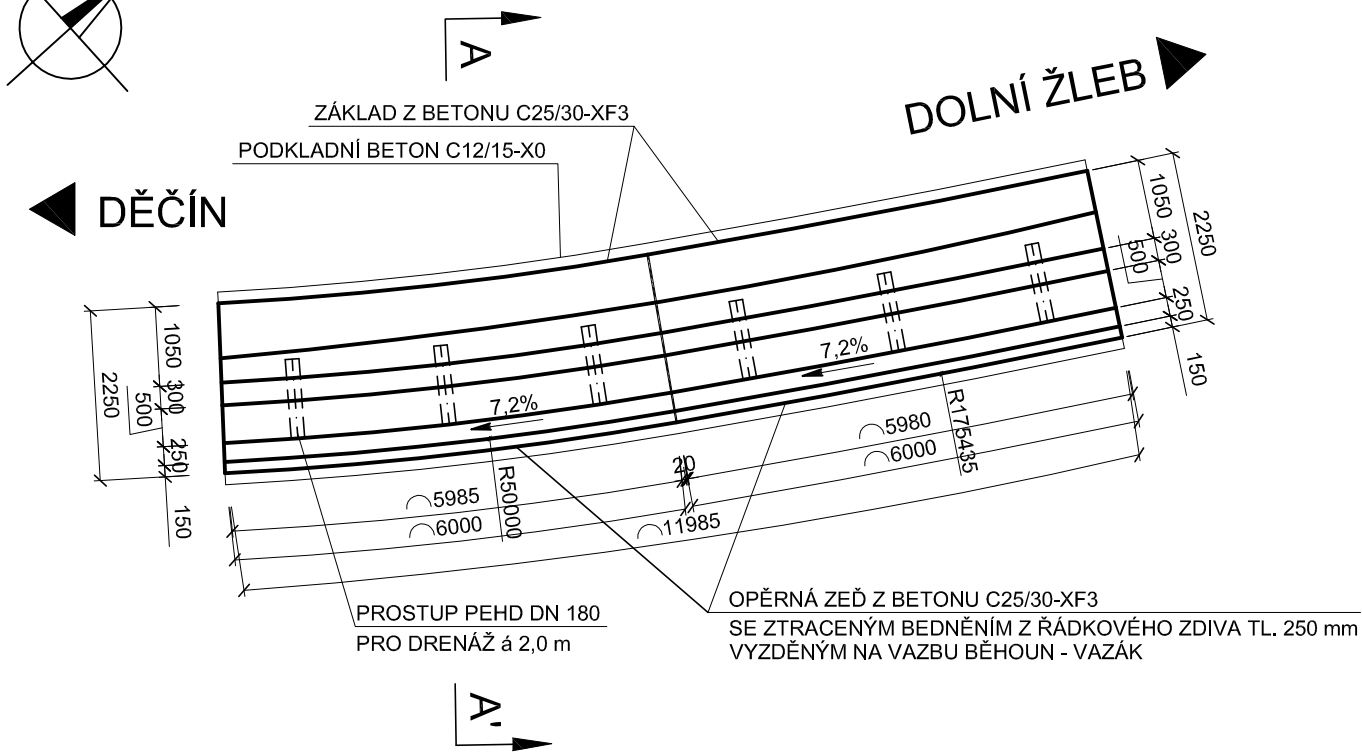 A
DOLNÍ ŽLEB
ZÁKLAD Z BETONU C25/30-XF3
PODKLADNÍ BETON C12/15-X0
DĚČÍN
1050
300
500
250
150
2250
1050
300
500
250
150
2250
7,2%
7,2%
R50000
R175435
20
5985
6000
5980
6000
11985
PROSTUP PEHD DN 180
PRO DRENÁŽ á 2,0 m
OPĚRNÁ ZEĎ Z BETONU C25/30-XF3
SE ZTRACENÝM BEDNĚNÍM Z ŘÁDKOVÉHO ZDIVA TL. 250 mm
VYZDĚNÝM NA VAZBU BĚHOUN - VAZÁK
A'